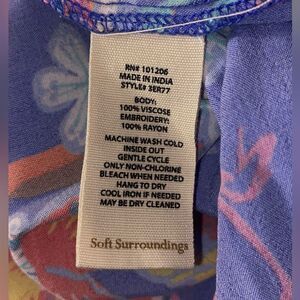 RN# 101206
MADE IN INDIA
STYLE# 3ER77
BODY:
100% VISCOSE
EMBROIDERY:
100% RAYON
MACHINE WASH COLD
INSIDE OUT
GENTLE CYCLE
ONLY NON-CHLORINE
BLEACH WHEN NEEDED
HANG TO DRY
COOL IRON IF NEEDED
MAY BE DRY CLEANED
Soft Surroundings